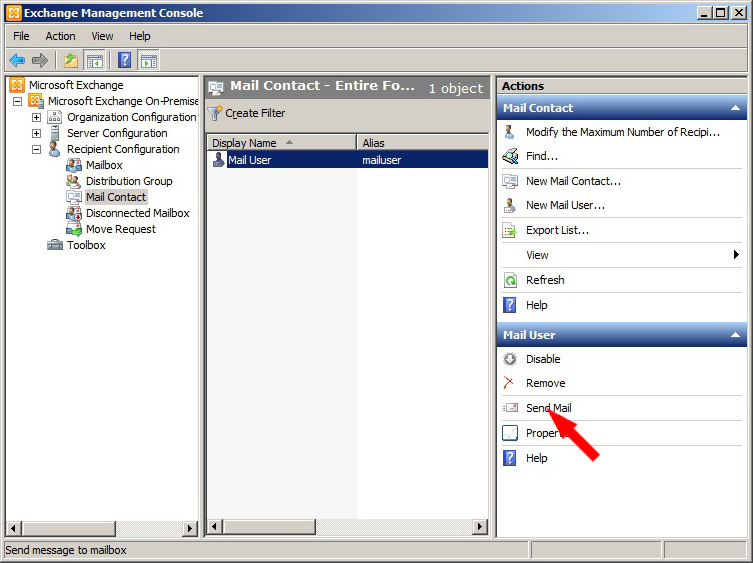 Exchange Management Console
File Action View Help
Microsoft Exchange
Microsoft Exchange On-Premise
Organization Configuration
Server Configuration
Recipient Configuration
Mailbox
Distribution Group
Mail Contact
Disconnected Mailbox
Move Request
Toolbox
Mail Contact - Entire Fo... 1 object
Create Filter
Display Name Alias
Mail User mailuser
Actions
Mail Contact
Modify the Maximum Number of Recipi...
Find...
New Mail Contact...
New Mail User...
Export List...
View
Refresh
Help
Mail User
Disable
Remove
Send Mail
Help
Send message to mailbox